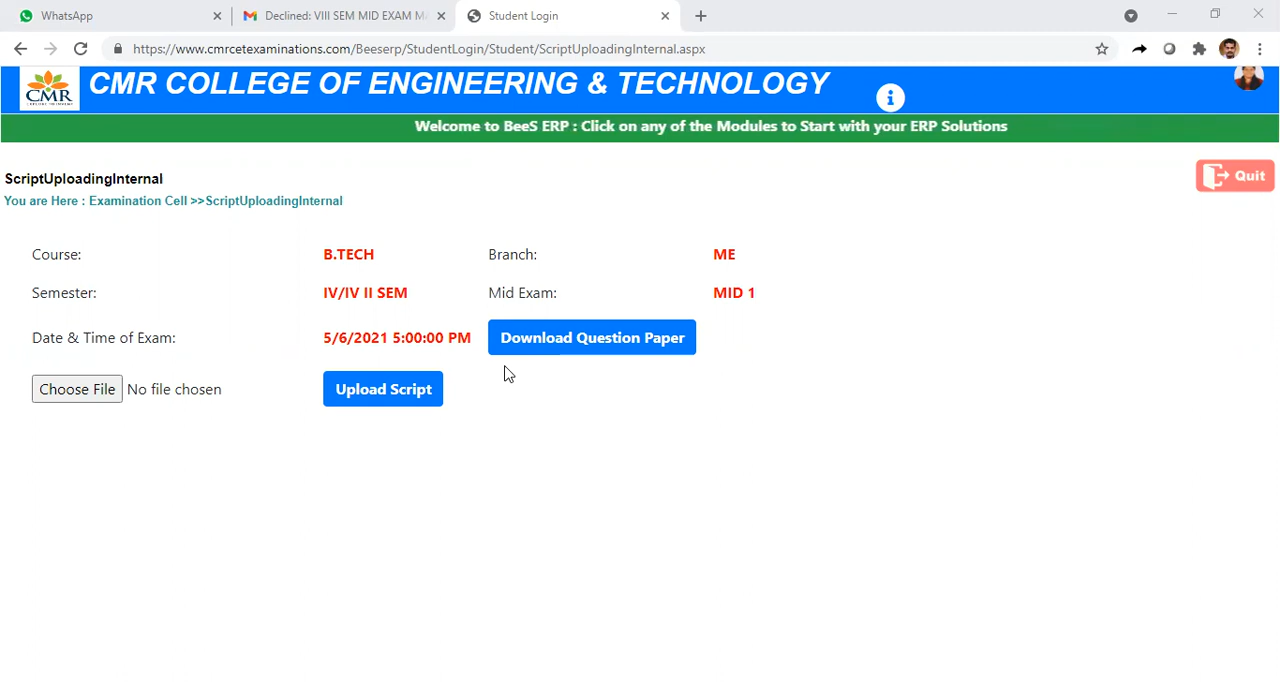 WhatsApp
Declined: VIII SEM MID EXAM M
Student Login
https://www.cmrcetexaminations.com/Beeserp/StudentLogin/Student/ScriptUploadingInternal.aspx
CMR
CMR COLLEGE OF ENGINEERING & TECHNOLOGY
Welcome to BeeS ERP : Click on any of the Modules to Start with your ERP Solutions
ScriptUploadingInternal
Quit
You are Here : Examination Cell >>ScriptUploadingInternal
Course: B.TECH Branch: ME
Semester: IV/IV II SEM Mid Exam: MID 1
Date & Time of Exam: 5/6/2021 5:00:00 PM Download Question Paper
Choose File No file chosen Upload Script